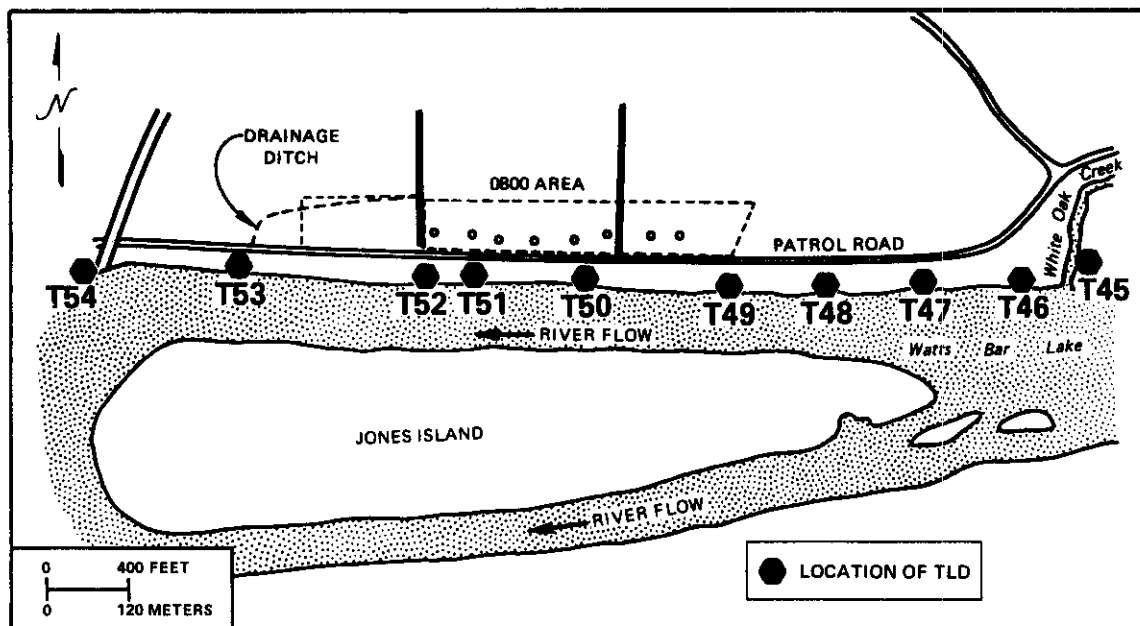 N
DRAINAGE
DITCH
0800 AREA
White Oak Creek
PATROL ROAD
T54
T53
T52
T51
T50
T49
T48
T47
T46
T45
RIVER FLOW
Watts Bar Lake
JONES ISLAND
RIVER FLOW
0 400 FEET
0 120 METERS
LOCATION OF TLD